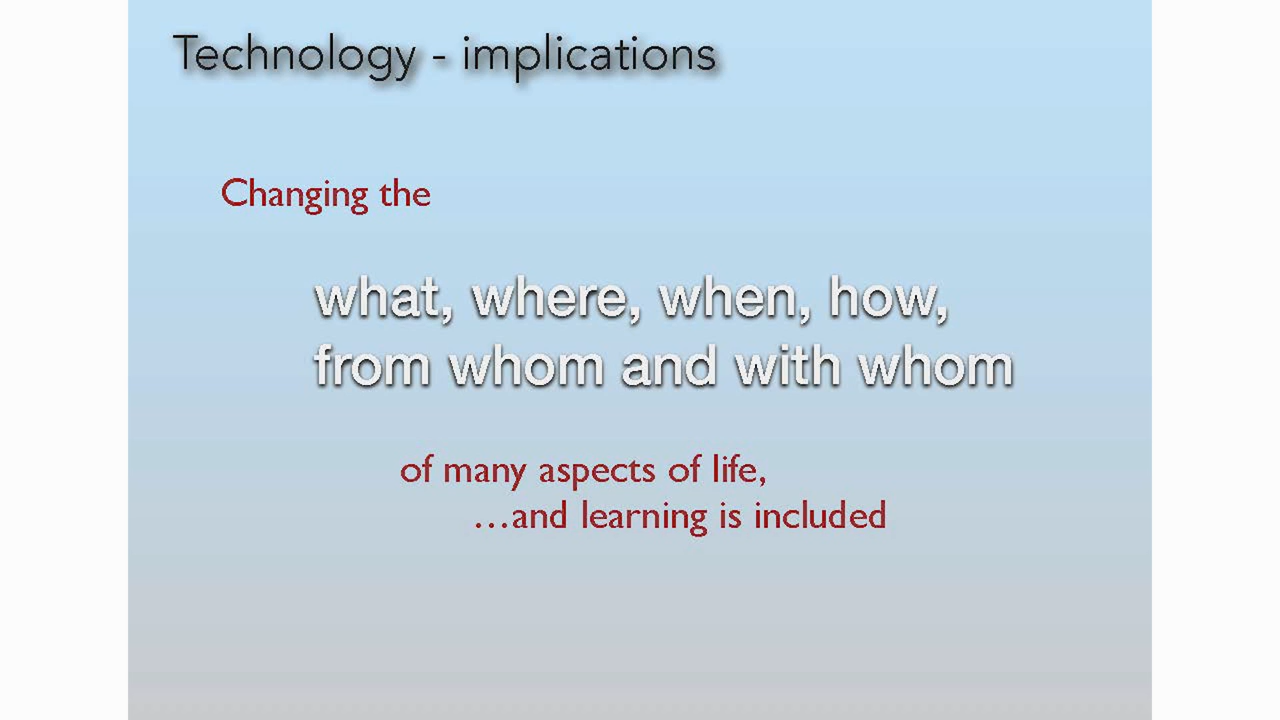 Technology - implications
Changing the
what, where, when, how,
from whom and with whom
of many aspects of life,
…and learning is included